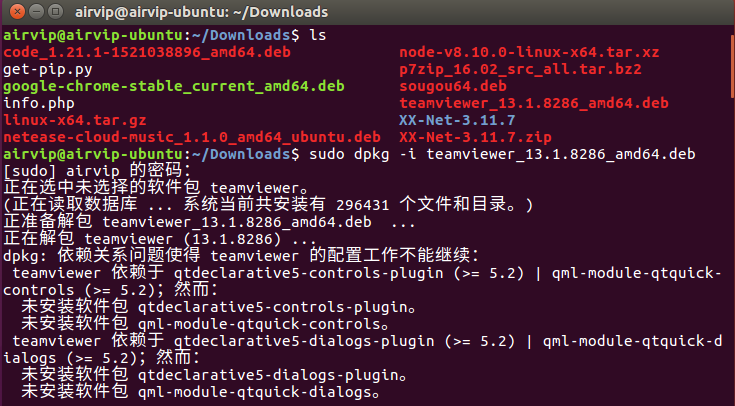 airvip@airvip-ubuntu: ~/Downloads
airvip@airvip-ubuntu:~/Downloads$ ls
code_1.21.1-1521038896_amd64.deb node-v8.10.0-linux-x64.tar.xz
get-pip.py p7zip_16.02_src_all.tar.bz2
google-chrome-stable_current_amd64.deb sougou64.deb
info.php teamviewer_13.1.8286_amd64.deb
linux-x64.tar.gz XX-Net-3.11.7
netease-cloud-music_1.1.0_amd64_ubuntu.deb XX-Net-3.11.7.zip
airvip@airvip-ubuntu:~/Downloads$ sudo dpkg -i teamviewer_13.1.8286_amd64.deb
[sudo] airvip 的密码：
正在选中未选择的软件包 teamviewer。
(正在读取数据库 ... 系统当前共安装有 296431 个文件和目录。)
正准备解包 teamviewer_13.1.8286_amd64.deb  ...
正在解包 teamviewer (13.1.8286) ...
dpkg: 依赖关系问题使得 teamviewer 的配置工作不能继续：
 teamviewer 依赖于 qtdeclarative5-controls-plugin (>= 5.2) | qml-module-qtquick-
controls (>= 5.2)；然而：
  未安装软件包 qtdeclarative5-controls-plugin。
  未安装软件包 qml-module-qtquick-controls。
 teamviewer 依赖于 qtdeclarative5-dialogs-plugin (>= 5.2) | qml-module-qtquick-d
ialogs (>= 5.2)；然而：
  未安装软件包 qtdeclarative5-dialogs-plugin。
  未安装软件包 qml-module-qtquick-dialogs。